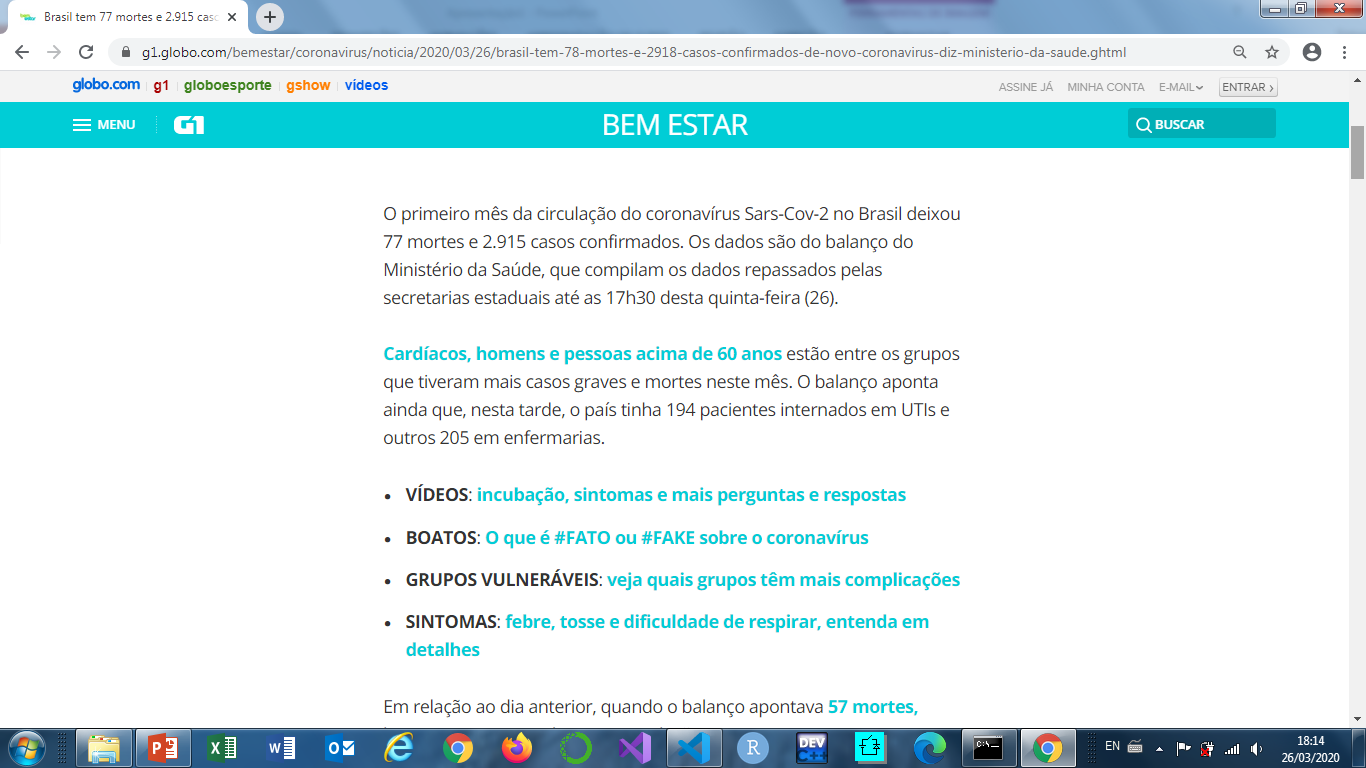 Brasil tem 77 mortes e 2.915 caso
g1.globo.com/bemestar/coronavirus/noticia/2020/03/26/brasil-tem-78-mortes-e-2918-casos-confirmados-de-novo-coronavirus-diz-ministerio-da-saude.ghtml
globo.com g1 globoesporte gshow vídeos ASSINE JÁ MINHA CONTA E-MAIL ENTRAR
MENU G1 BEM ESTAR BUSCAR
O primeiro mês da circulação do coronavírus Sars-Cov-2 no Brasil deixou
77 mortes e 2.915 casos confirmados. Os dados são do balanço do
Ministério da Saúde, que compilam os dados repassados pelas
secretarias estaduais até as 17h30 desta quinta-feira (26).
Cardíacos, homens e pessoas acima de 60 anos estão entre os grupos
que tiveram mais casos graves e mortes neste mês. O balanço aponta
ainda que, nesta tarde, o país tinha 194 pacientes internados em UTIs e
outros 205 em enfermarias.
• VÍDEOS: incubação, sintomas e mais perguntas e respostas
• BOATOS: O que é #FATO ou #FAKE sobre o coronavírus
• GRUPOS VULNERÁVEIS: veja quais grupos têm mais complicações
• SINTOMAS: febre, tosse e dificuldade de respirar, entenda em
detalhes
Em relação ao dia anterior, quando o balanço apontava 57 mortes,
DEV C++
R
EN
18:14
26/03/2020